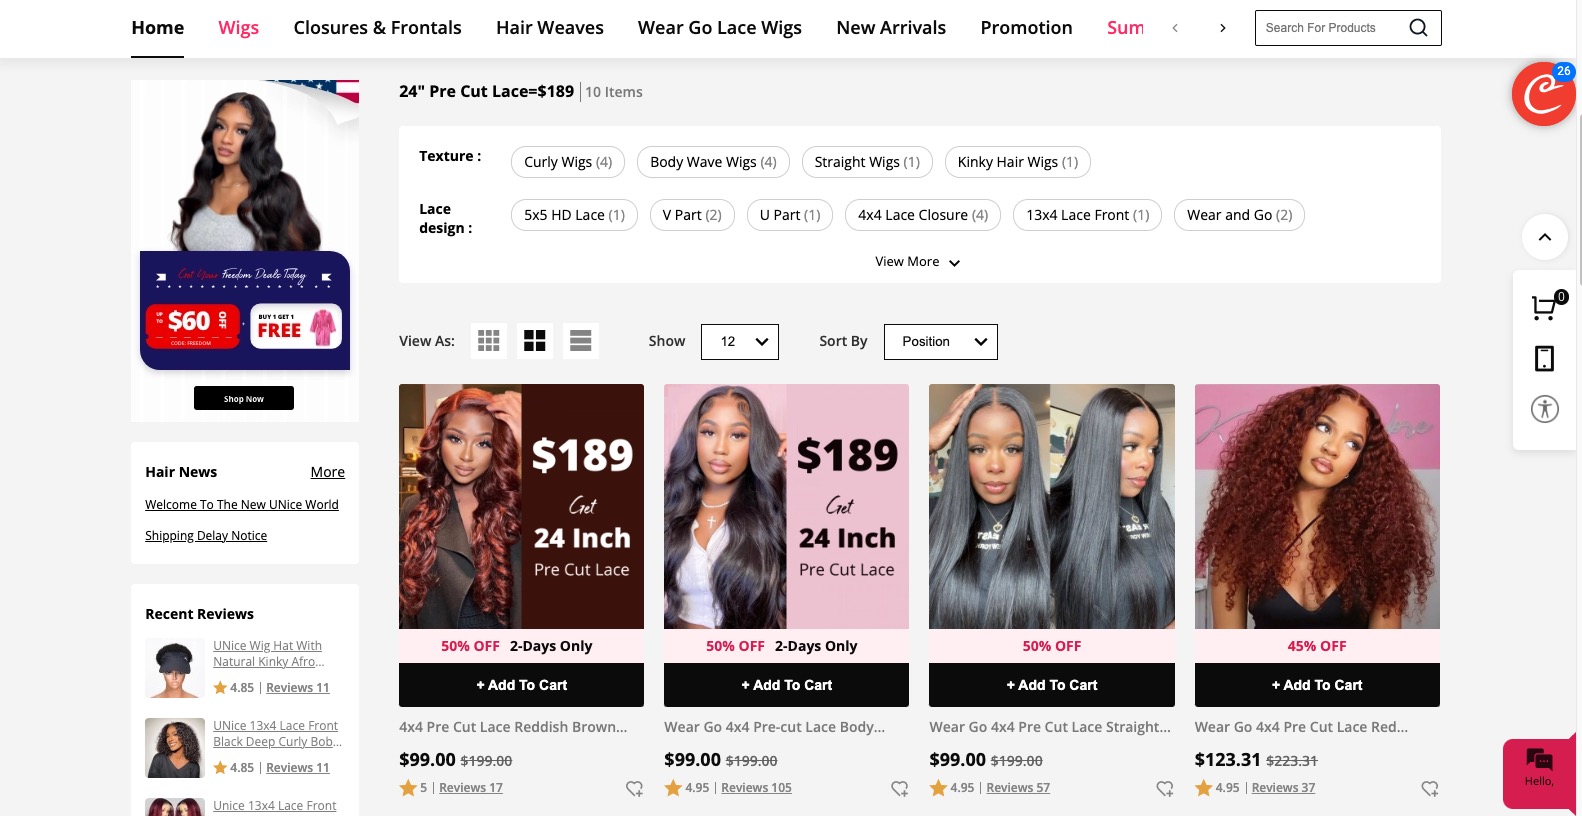 Home Wigs Closures & Frontals Hair Weaves Wear Go Lace Wigs New Arrivals Promotion Sum
Search For Products
26
24" Pre Cut Lace=$189 10 Items
Texture :
Curly Wigs (4) Body Wave Wigs (4) Straight Wigs (1) Kinky Hair Wigs (1)
Lace design :
5x5 HD Lace (1) V Part (2) U Part (1) 4x4 Lace Closure (4) 13x4 Lace Front (1) Wear and Go (2)
View More
Get Your Freedom Deals Today
UP TO $60 OFF
CODE: FREEDOM
BUY 1 GET 1
FREE
Shop Now
View As: Show 12 Sort By Position
0
Hair News More
Welcome To The New UNice World
Shipping Delay Notice
Recent Reviews
UNice Wig Hat With
Natural Kinky Afro...
4.85 | Reviews 11
UNice 13x4 Lace Front
Black Deep Curly Bob...
4.85 | Reviews 11
Unice 13x4 Lace Front
$189
Get
24 Inch
Pre Cut Lace
50% OFF 2-Days Only
+ Add To Cart
4x4 Pre Cut Lace Reddish Brown...
$99.00 $199.00
5 | Reviews 17
$189
Get
24 Inch
Pre Cut Lace
50% OFF 2-Days Only
+ Add To Cart
Wear Go 4x4 Pre-cut Lace Body...
$99.00 $199.00
4.95 | Reviews 105
50% OFF
+ Add To Cart
Wear Go 4x4 Pre Cut Lace Straight...
$99.00 $199.00
4.95 | Reviews 57
45% OFF
+ Add To Cart
Wear Go 4x4 Pre Cut Lace Red...
$123.31 $223.31
4.95 | Reviews 37
Hello,